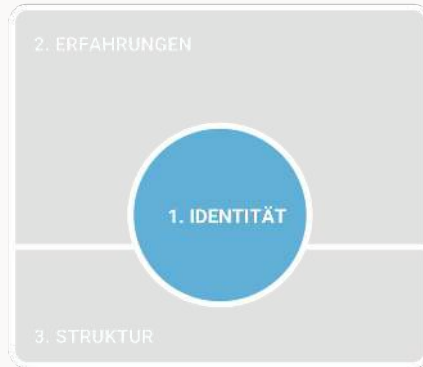 2. ERFAHRUNGEN
1. IDENTITÄT
3. STRUKTUR